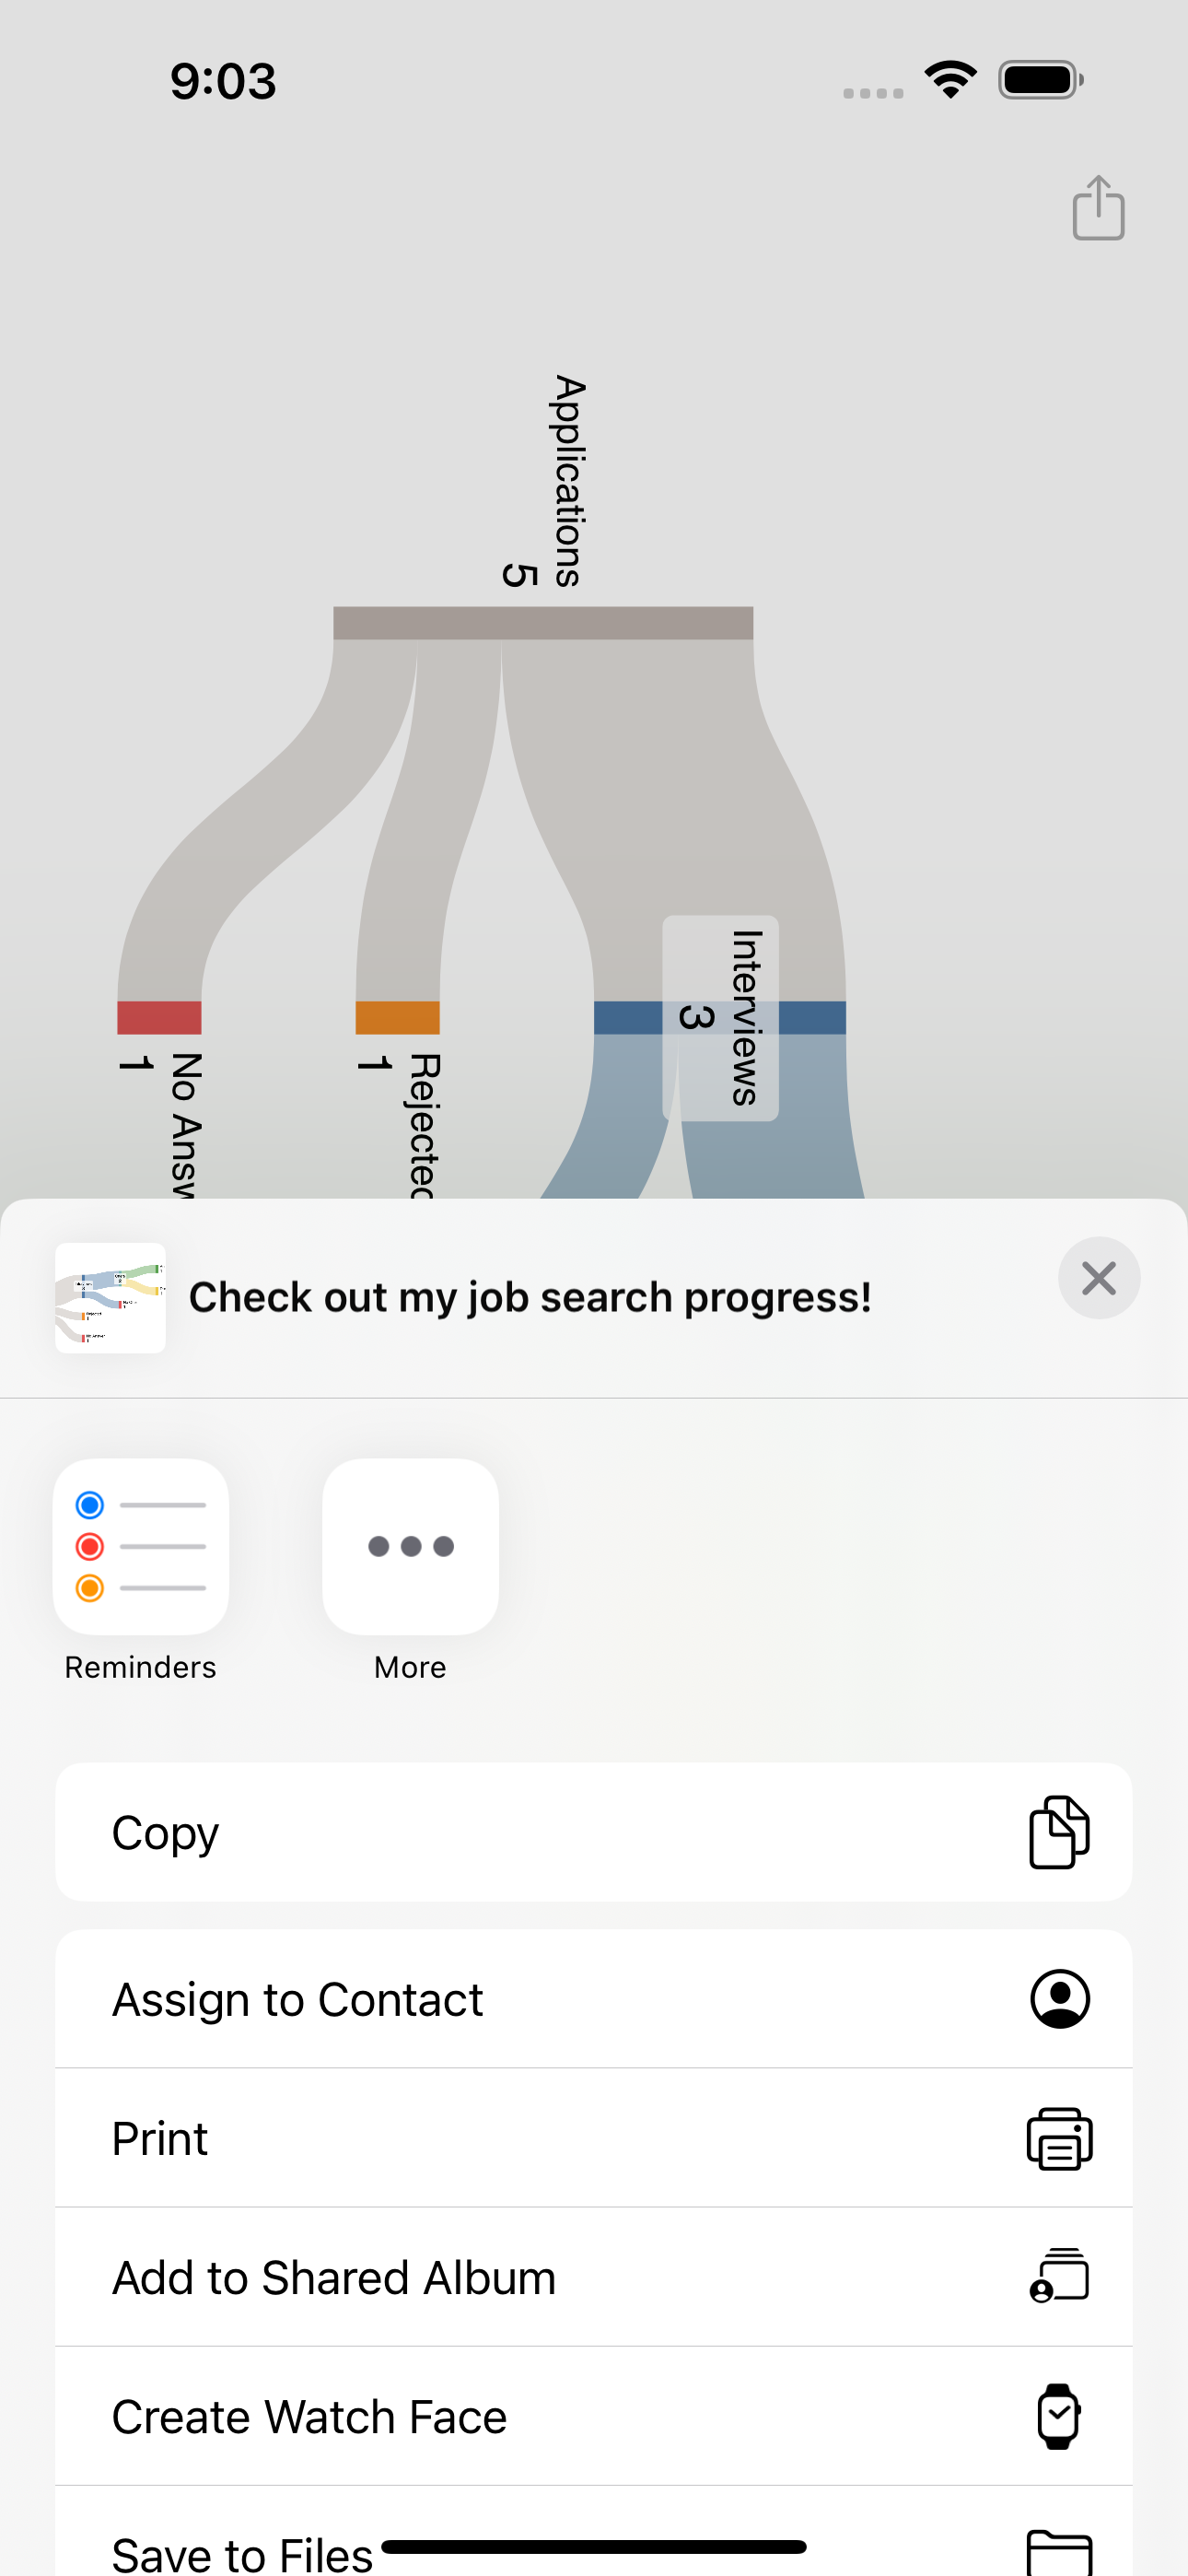 9:03
Applications
5
Interviews
3
No Answ
1
Rejected
1
Check out my job search progress!
Reminders
More
Copy
Assign to Contact
Print
Add to Shared Album
Create Watch Face
Save to Files